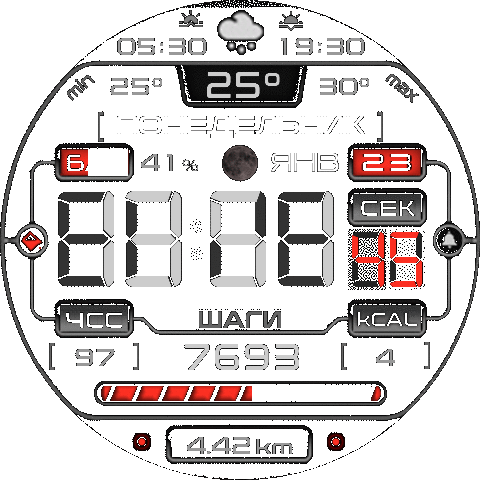 05:30 19:30
min 25° 25° 30° max
[ ПОНЕДЕЛЬНИК ]
Б 41% ЯНВ 23
СЕК
45
ЧСС ШАГИ kCAL
[ 97 ] 7693 [ 4 ]
4.42 km